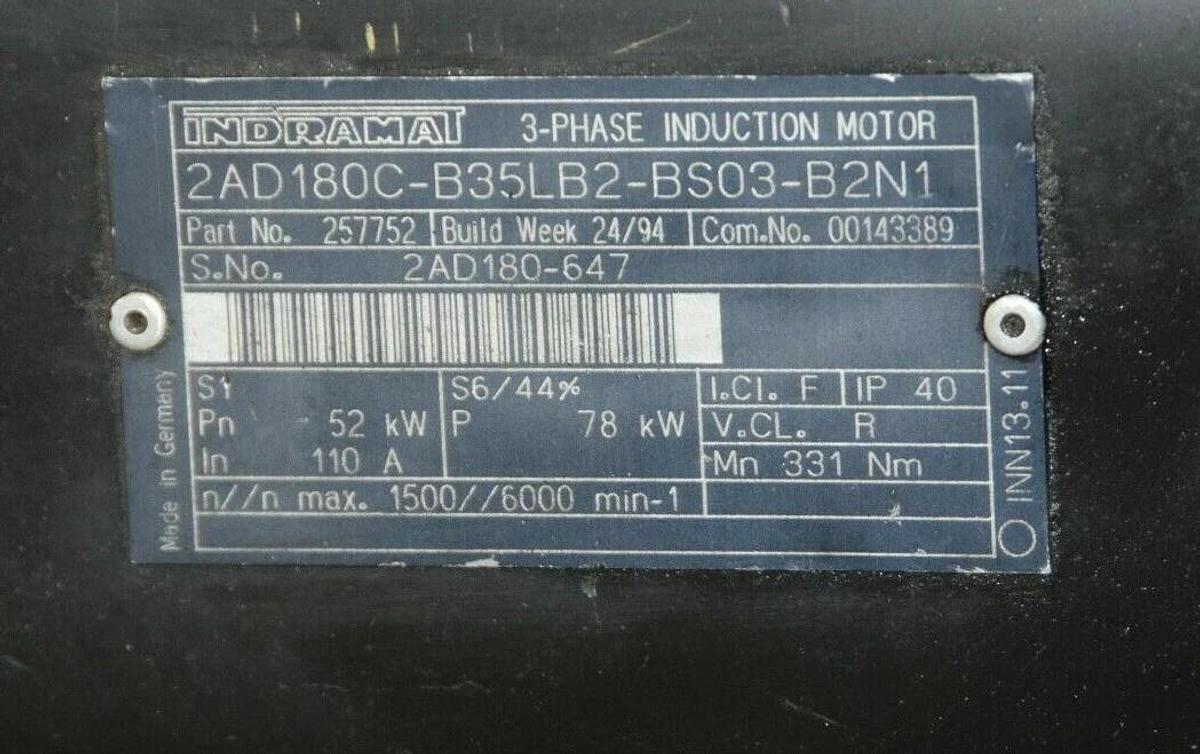 INDRAMAT 3-PHASE INDUCTION MOTOR
2AD180C-B35LB2-BS03-B2N1
Part No. 257752 Build Week 24/94 Com.No. 00143389
S.No. 2AD180-647
S1 S6/44% I.Cl. F IP 40
Pn 52 kW P 78 kW V.CL. R
In 110 A Mn 331 Nm
n//n max. 1500//6000 min-1
Made in Germany
INN13.11